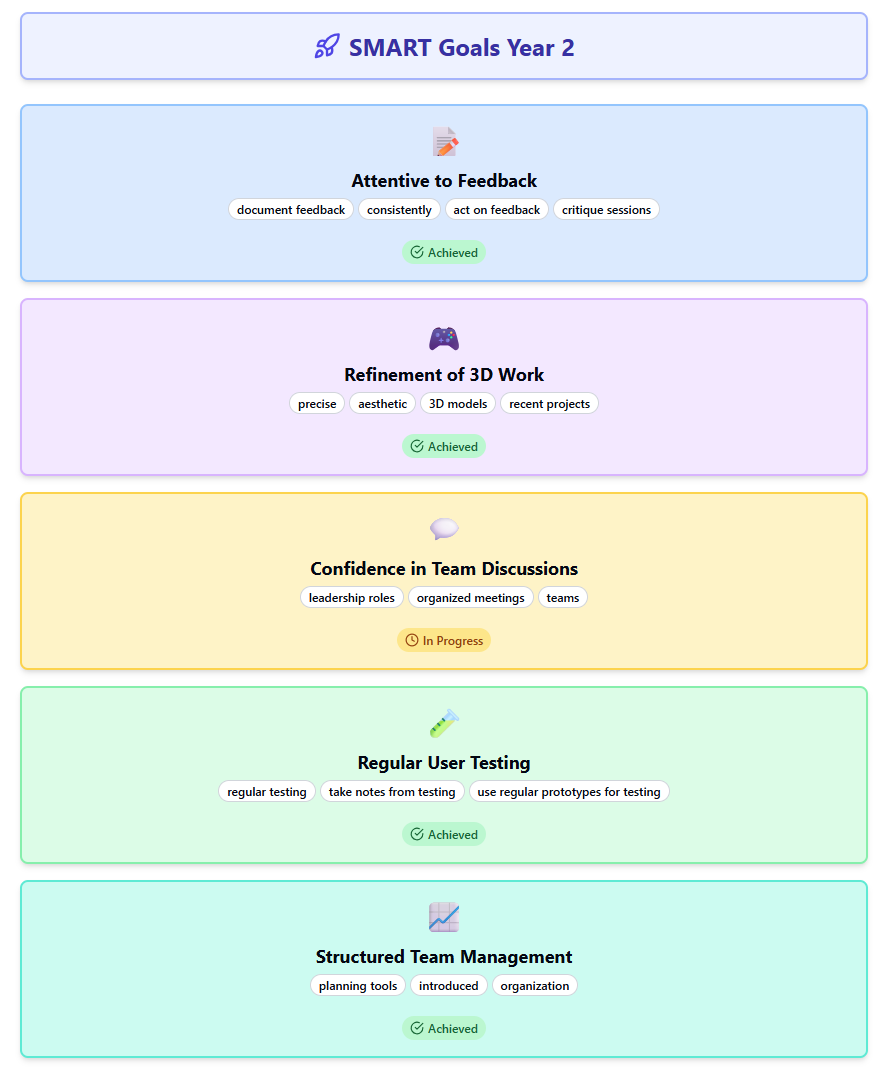 SMART Goals Year 2
Attentive to Feedback
document feedback consistently act on feedback critique sessions
Achieved
Refinement of 3D Work
precise aesthetic 3D models recent projects
Achieved
Confidence in Team Discussions
leadership roles organized meetings teams
In Progress
Regular User Testing
regular testing take notes from testing use regular prototypes for testing
Achieved
Structured Team Management
planning tools introduced organization
Achieved